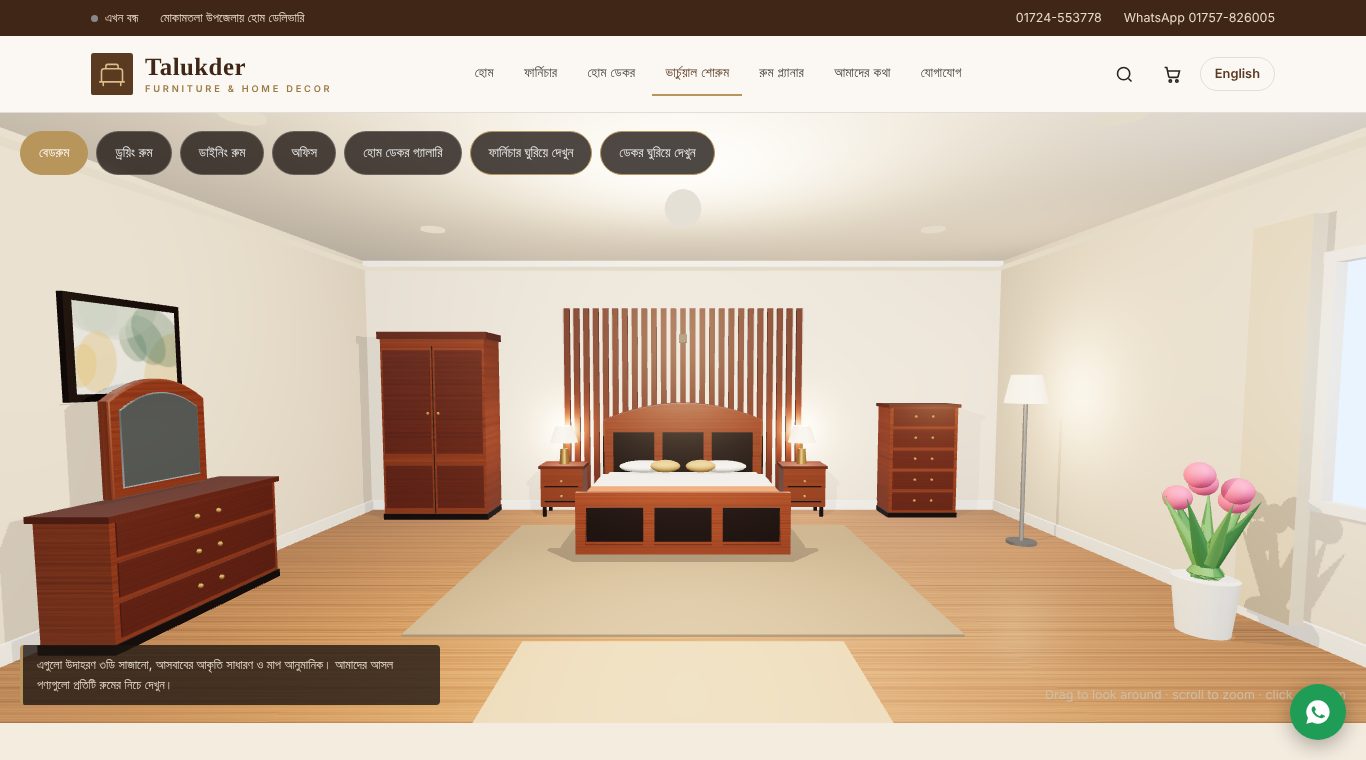 এখন বন্ধ মোকামতলা উপজেলায় হোম ডেলিভারি 01724-553778 WhatsApp 01757-826005
Talukder
FURNITURE & HOME DECOR
হোম ফার্নিচার হোম ডেকর ভার্চুয়াল শোরুম রুম প্ল্যানার আমাদের কথা যোগাযোগ English
বেডরুম ড্রয়িং রুম ডাইনিং রুম অফিস হোম ডেকর গ্যালারি ফার্নিচার ঘুরিয়ে দেখুন ডেকর ঘুরিয়ে দেখুন
এগুলো উদাহরণ ৩ডি সাজানো, আসবাবের আকৃতি সাধারণ ও মাপ আনুমানিক। আমাদের আসল
পণ্যগুলো প্রতিটি রুমের নিচে দেখুন।
Drag to look around · scroll to zoom · click